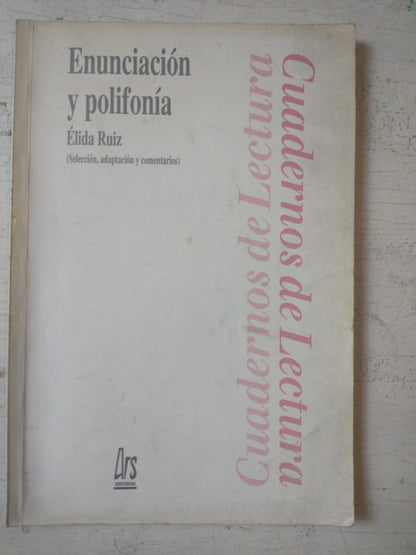 Enunciación
y polifonía
Élida Ruiz
(Selección, adaptación y comentarios)
Cuadernos de Lectura
Cuadernos de Lectura
Ars
EDITORIAL